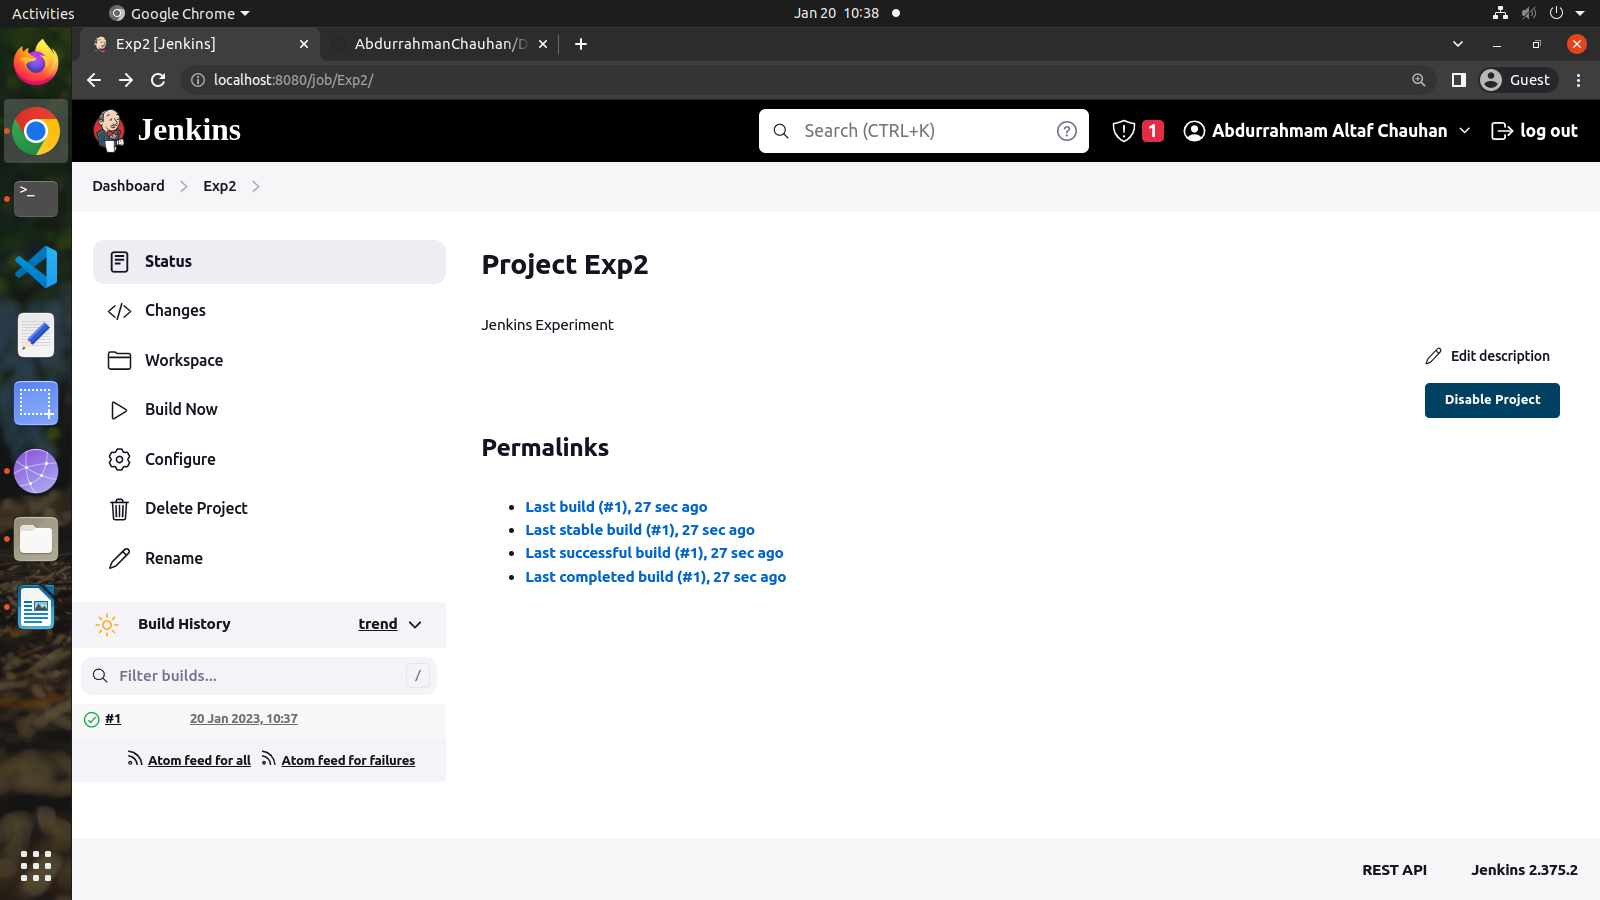 Activities
Google Chrome
Jan 20 10:38
Exp2 [Jenkins]
AbdurrahmanChauhan/D
localhost:8080/job/Exp2/
Guest
Jenkins
Search (CTRL+K)
?
1
Abdurrahmam Altaf Chauhan
log out
Dashboard
Exp2
Status
Changes
Workspace
Build Now
Configure
Delete Project
Rename
Build History
trend
Filter builds...
/
#1
20 Jan 2023, 10:37
Atom feed for all
Atom feed for failures
Project Exp2
Jenkins Experiment
Edit description
Disable Project
Permalinks
Last build (#1), 27 sec ago
Last stable build (#1), 27 sec ago
Last successful build (#1), 27 sec ago
Last completed build (#1), 27 sec ago
REST API
Jenkins 2.375.2